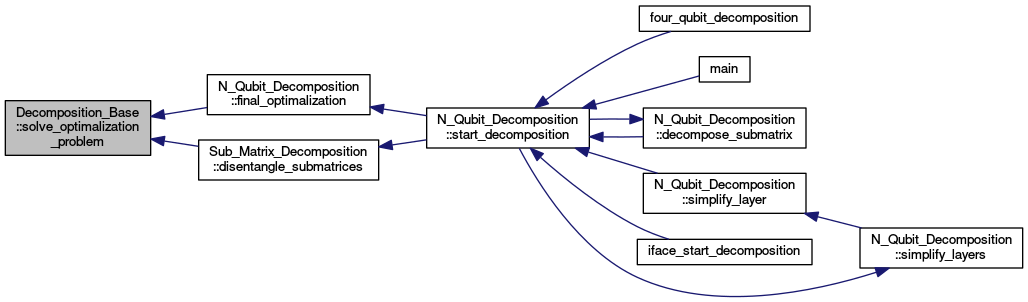 Decomposition_Base
::solve_optimalization
_problem
N_Qubit_Decomposition
::final_optimalization
Sub_Matrix_Decomposition
::disentangle_submatrices
N_Qubit_Decomposition
::start_decomposition
four_qubit_decomposition
main
N_Qubit_Decomposition
::decompose_submatrix
N_Qubit_Decomposition
::simplify_layer
iface_start_decomposition
N_Qubit_Decomposition
::simplify_layers